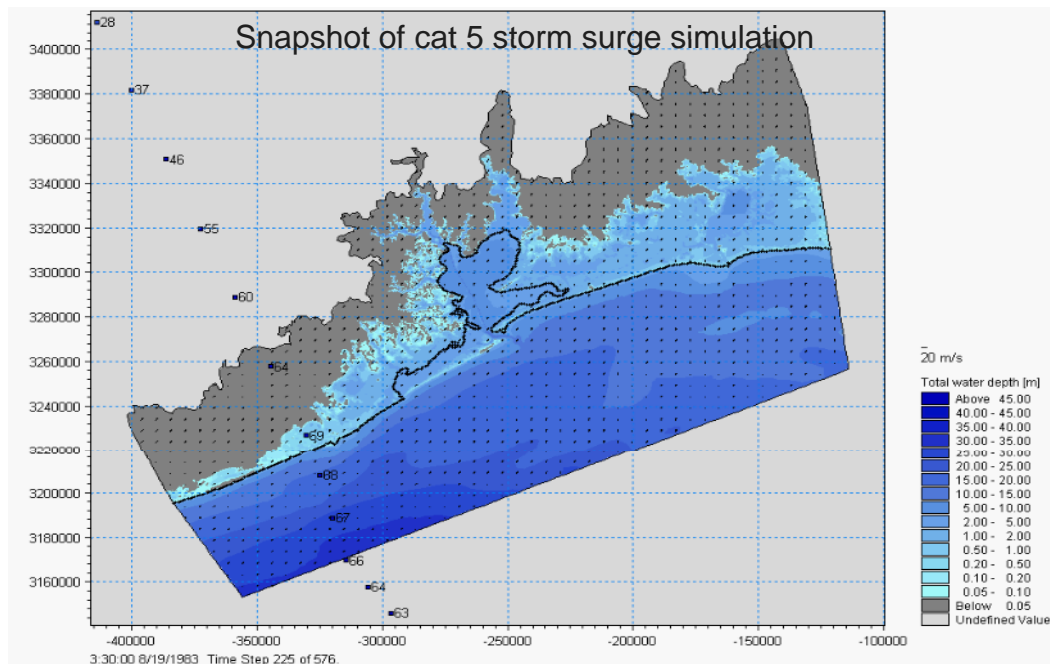 Snapshot of cat 5 storm surge simulation
28
3400000
37
3380000
3360000
46
3340000
55
3320000
3300000
60
3280000
64
3260000
3240000
69
3220000
68
3200000
67
3180000
66
3160000
64
63
-400000 -350000 -300000 -250000 -200000 -150000 -100000
3:30:00 8/19/1983 Time Step 225 of 576.
20 m/s
Total water depth [m]
Above 45.00
40.00 - 45.00
35.00 - 40.00
30.00 - 35.00
25.00 - 30.00
20.00 - 25.00
15.00 - 20.00
10.00 - 15.00
5.00 - 10.00
2.00 - 5.00
1.00 - 2.00
0.50 - 1.00
0.20 - 0.50
0.10 - 0.20
0.05 - 0.10
Below 0.05
Undefined Value